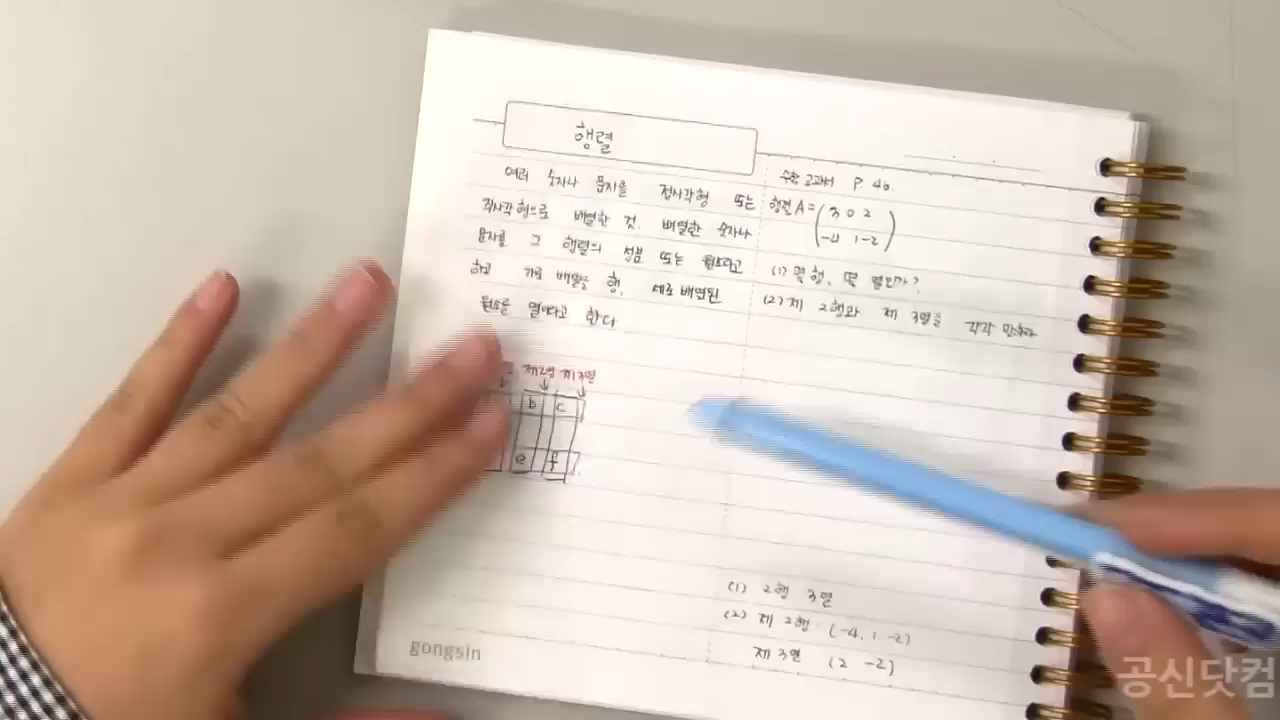 행렬
여러 숫자나 문자를 정사각형 또는
직사각형으로 배열한 것. 배열한 숫자나
문자를 그 행렬의 성분 또는 원소라고
하고 가로 배열을 행, 세로 배열된
원소를 열이라고 한다
제2열 제3열
b c
e f
수학 교과서 P 46.
행렬 A = ( 3 0 2
-4 1 -2 )
(1) 몇 행, 몇 열인가?
(2) 제 2행과 제 3열을 각각 말하라
(1) 2행 3열
(2) 제 2행 (-4, 1 -2)
제 3열 (2 -2)
gongsin
공신닷컴